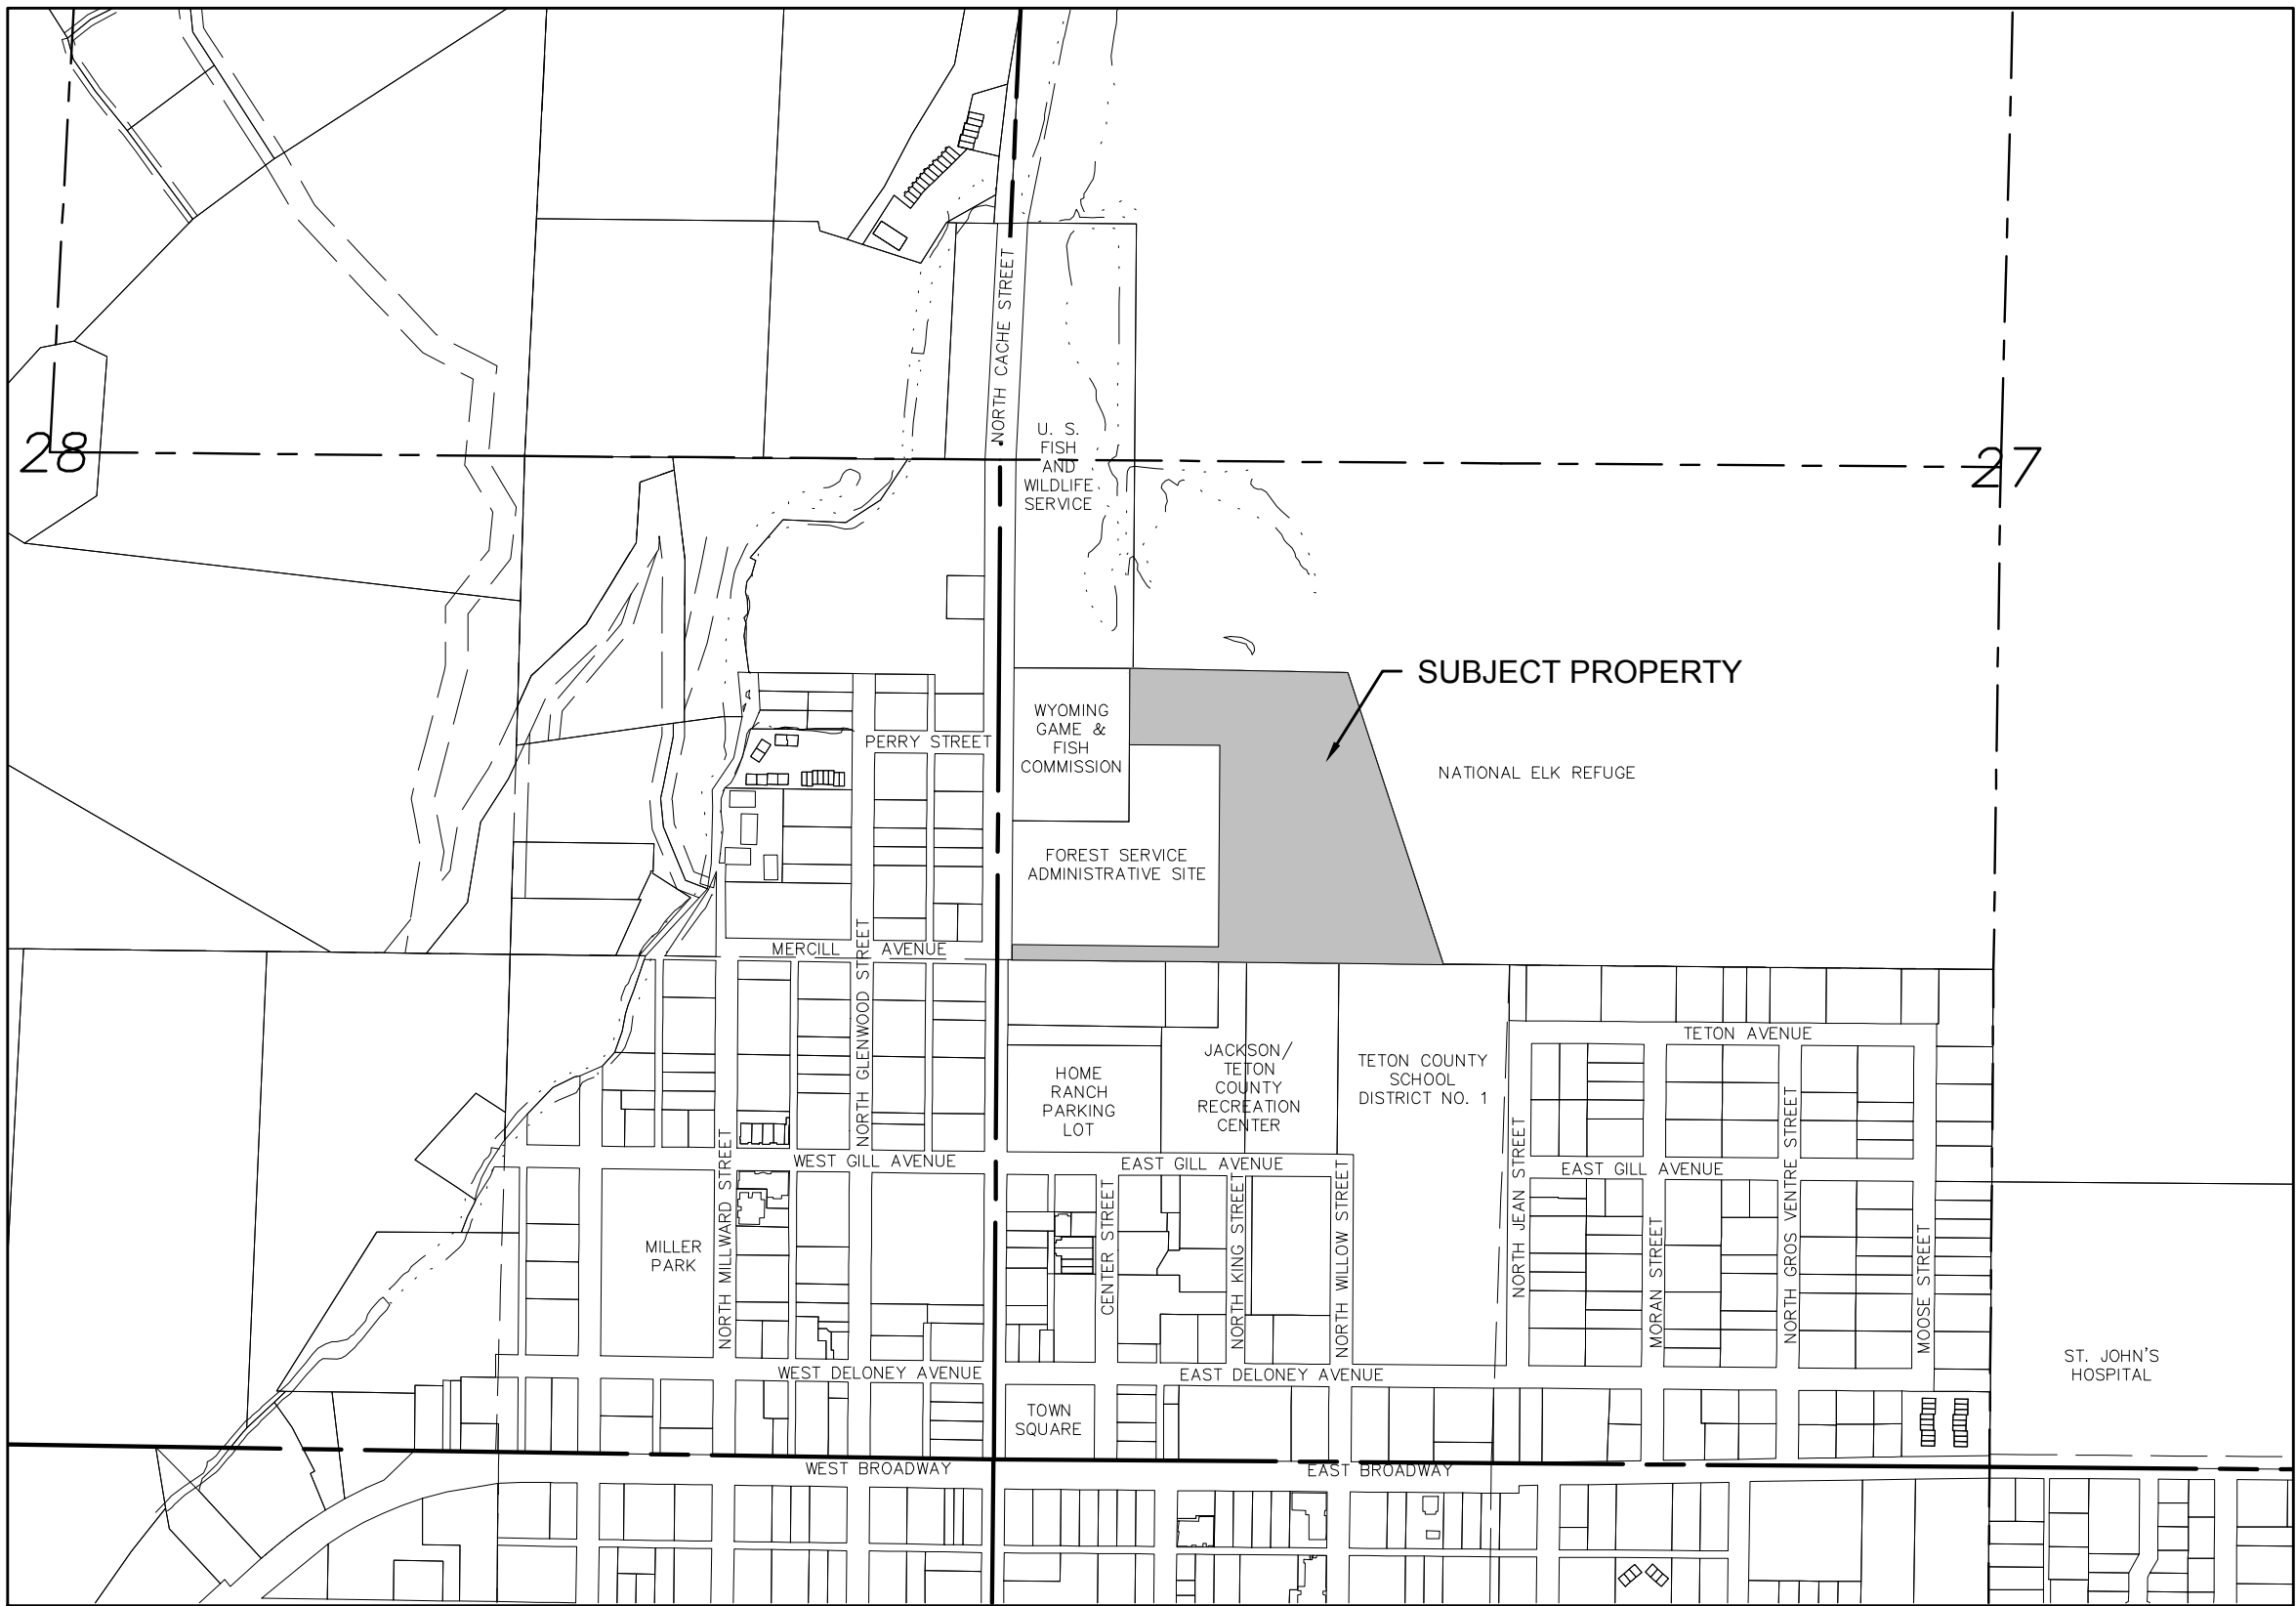 NORTH CACHE STREET
U. S.
FISH
AND
WILDLIFE
SERVICE
28
27
SUBJECT PROPERTY
WYOMING
GAME &
FISH
COMMISSION
PERRY STREET
NATIONAL ELK REFUGE
FOREST SERVICE
ADMINISTRATIVE SITE
MERCILL AVENUE
NORTH GLENWOOD STREET
TETON AVENUE
HOME
RANCH
PARKING
LOT
JACKSON/
TETON
COUNTY
RECREATION
CENTER
TETON COUNTY
SCHOOL
DISTRICT NO. 1
NORTH MILLWARD STREET
WEST GILL AVENUE
EAST GILL AVENUE
EAST GILL AVENUE
CENTER STREET
NORTH KING STREET
NORTH WILLOW STREET
NORTH JEAN STREET
MORAN STREET
NORTH GROS VENTRE STREET
MOOSE STREET
MILLER
PARK
WEST DELONEY AVENUE
EAST DELONEY AVENUE
ST. JOHN'S
HOSPITAL
TOWN
SQUARE
WEST BROADWAY
EAST BROADWAY